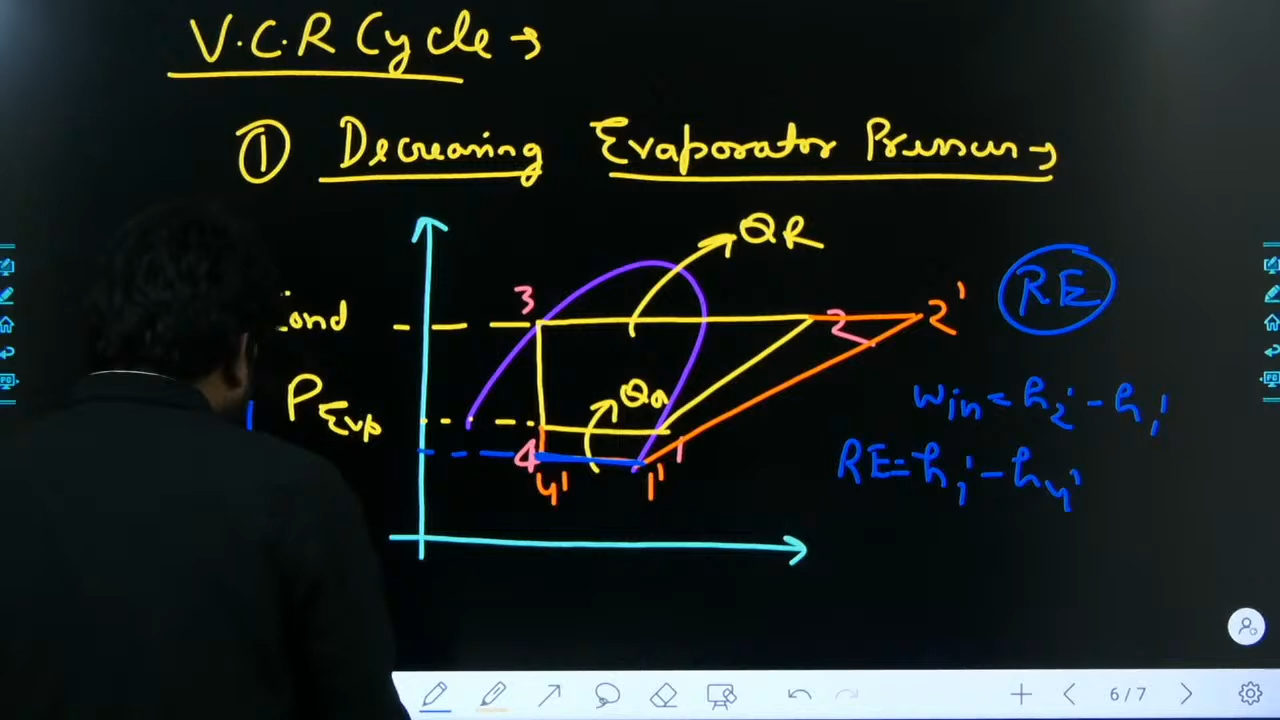 V.C.R Cycle →
① Decreasing Evaporator Pressure →
QR
3
2
2'
RE
Cond
Qa
Win = h2' - h1'
PEvp
RE = h1' - h4'
4
1
4'
1'
6 / 7